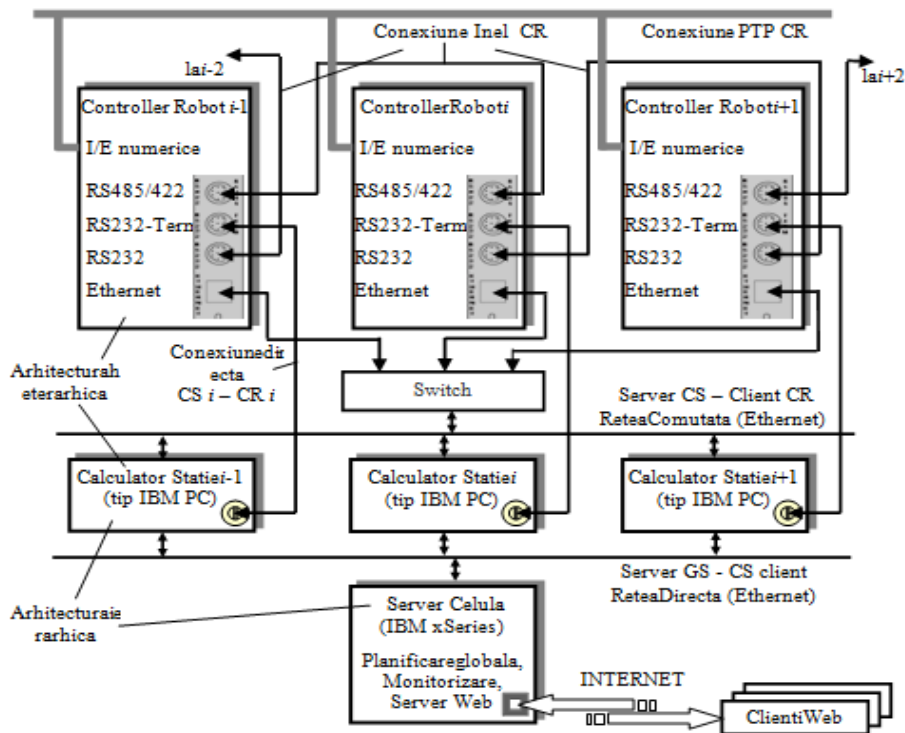 Conexiune Inel CR
Conexiune PTP CR
lai-2
lai+2
Controller Robot i-1
I/E numerice
RS485/422
RS232-Term
RS232
Ethernet
ControllerRoboti
I/E numerice
RS485/422
RS232-Term
RS232
Ethernet
Controller Roboti+1
I/E numerice
RS485/422
RS232-Term
RS232
Ethernet
Arhitecturah
eterarhica
Conexiunedir
ecta
CS i – CR i
Switch
Server CS – Client CR
ReteaComutata (Ethernet)
Calculator Statiei-1
(tip IBM PC)
Calculator Statiei
(tip IBM PC)
Calculator Statiei+1
(tip IBM PC)
Server GS - CS client
ReteaDirecta (Ethernet)
Arhitecturaie
rarhica
Server Celula
(IBM xSeries)
Planificareglobala,
Monitorizare,
Server Web
INTERNET
ClientiWeb